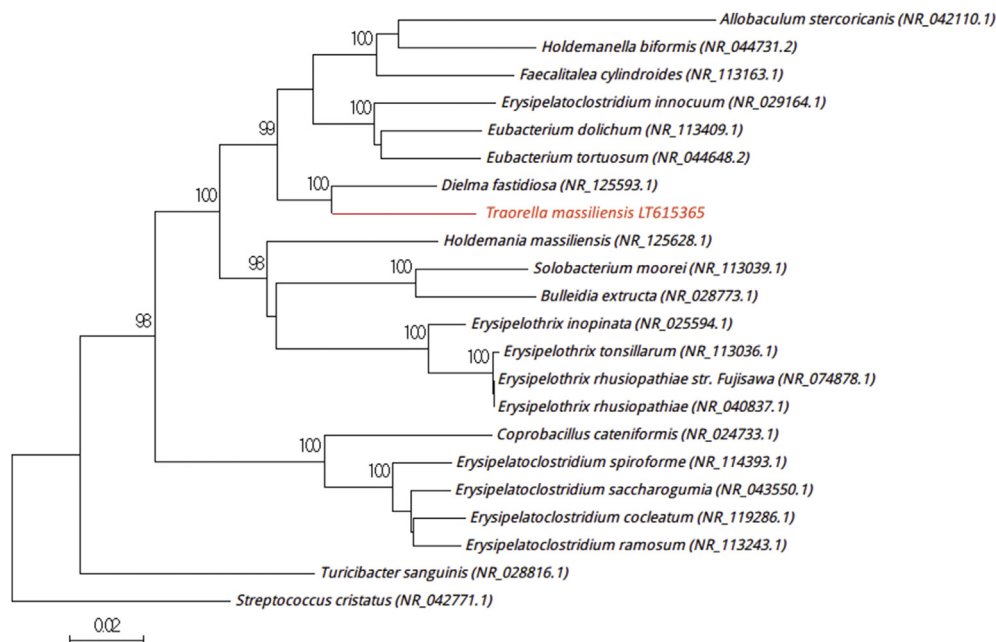 Allobaculum stercoricanis (NR_042110.1)
100
Holdemanella biformis (NR_044731.2)
Faecalitalea cylindroides (NR_113163.1)
100
Erysipelatoclostridium innocuum (NR_029164.1)
99
Eubacterium dolichum (NR_113409.1)
Eubacterium tortuosum (NR_044648.2)
100
Dielma fastidiosa (NR_125593.1)
100
Traorella massiliensis LT615365
Holdemania massiliensis (NR_125628.1)
98
100
Solobacterium moorei (NR_113039.1)
Bulleidia extructa (NR_028773.1)
98
100
Erysipelothrix inopinata (NR_025594.1)
100
Erysipelothrix tonsillarum (NR_113036.1)
Erysipelothrix rhusiopathiae str. Fujisawa (NR_074878.1)
Erysipelothrix rhusiopathiae (NR_040837.1)
100
Coprobacillus cateniformis (NR_024733.1)
100
Erysipelatoclostridium spiroforme (NR_114393.1)
Erysipelatoclostridium saccharogumia (NR_043550.1)
Erysipelatoclostridium cocleatum (NR_119286.1)
Erysipelatoclostridium ramosum (NR_113243.1)
Turicibacter sanguinis (NR_028816.1)
Streptococcus cristatus (NR_042771.1)
0.02